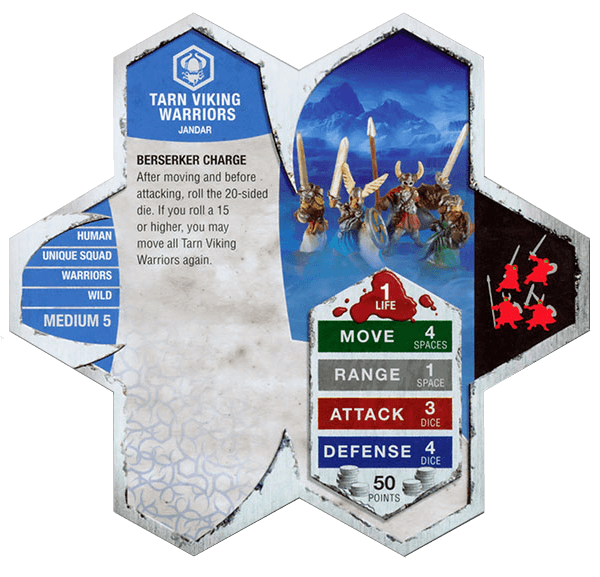 TARN VIKING
WARRIORS
JANDAR
BERSERKER CHARGE
After moving and before
attacking, roll the 20-sided
die. If you roll a 15
or higher, you may
move all Tarn Viking
Warriors again.
HUMAN
UNIQUE SQUAD
WARRIORS
WILD
MEDIUM 5
1
LIFE
MOVE 4
SPACES
RANGE 1
SPACE
ATTACK 3
DICE
DEFENSE 4
DICE
50
POINTS